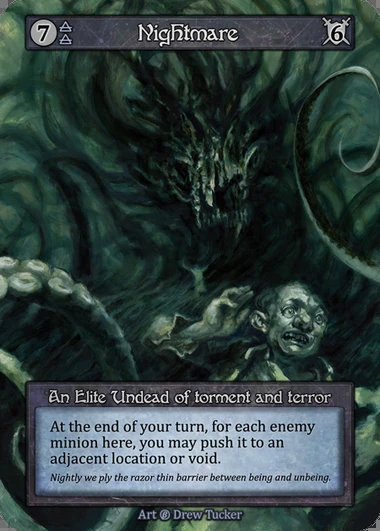 7
Nightmare
6
An Elite Undead of torment and terror
At the end of your turn, for each enemy
minion here, you may push it to an
adjacent location or void.
Nightly we ply the razor thin barrier between being and unbeing.
Art @ Drew Tucker